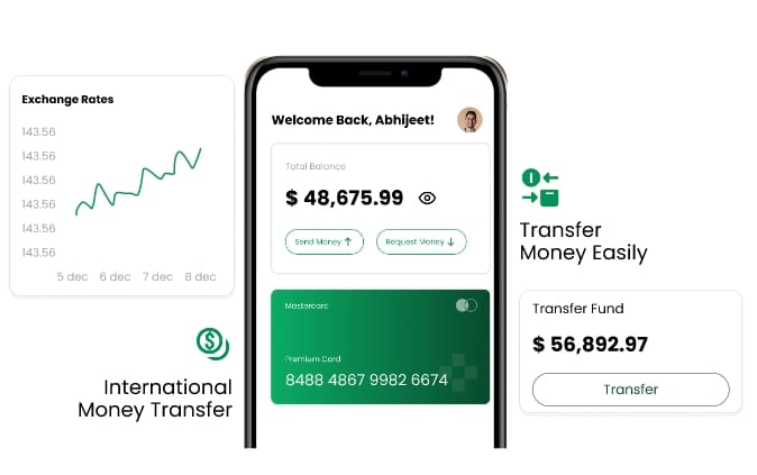 Exchange Rates
143.56
143.56
143.56
143.56
143.56
143.56
5 dec 6 dec 7 dec 8 dec
International
Money Transfer
Welcome Back, Abhijeet!
Total Balance
$ 48,675.99
Send Money
Request Money
Mastercard
Premium Card
8488 4867 9982 6674
Transfer
Money Easily
Transfer Fund
$ 56,892.97
Transfer